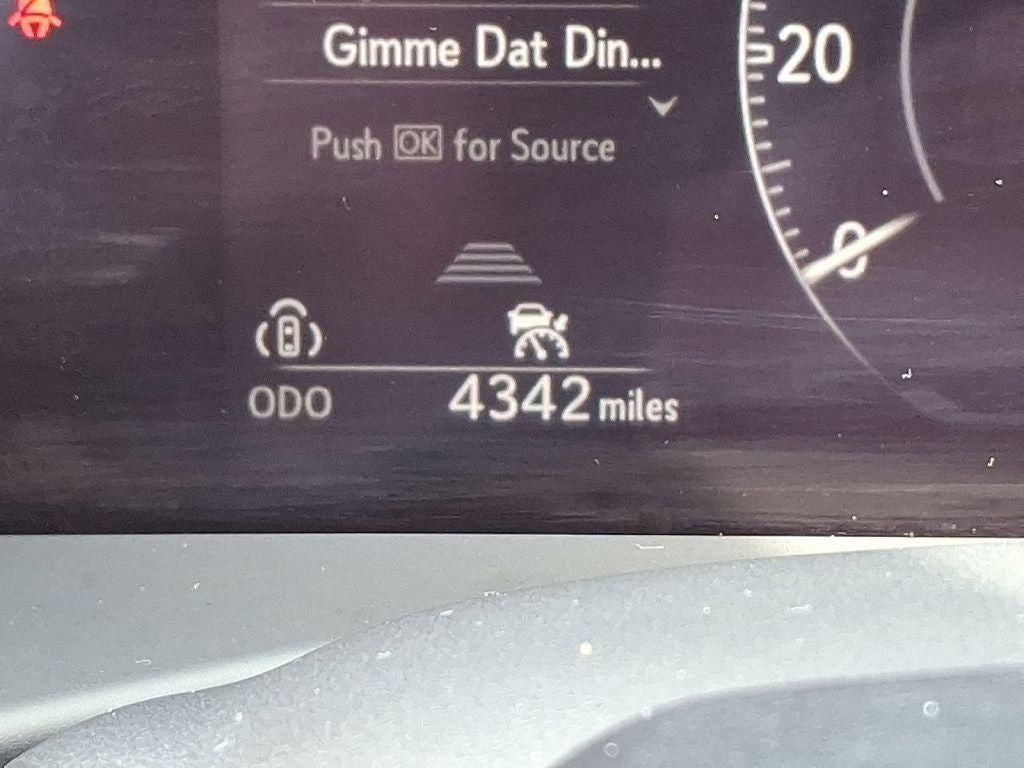 Gimme Dat Din...
20
Push OK for Source
0
ODO 4342 miles